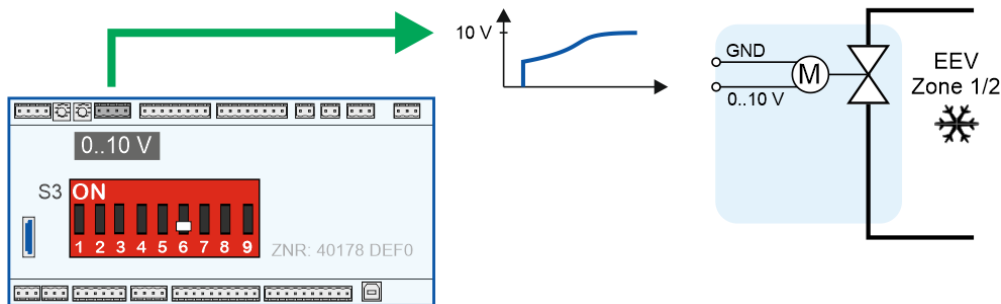 10 V
GND
M
0..10 V
EEV
Zone 1/2
0..10 V
S3
ON
1 2 3 4 5 6 7 8 9
ZNR: 40178 DEF0